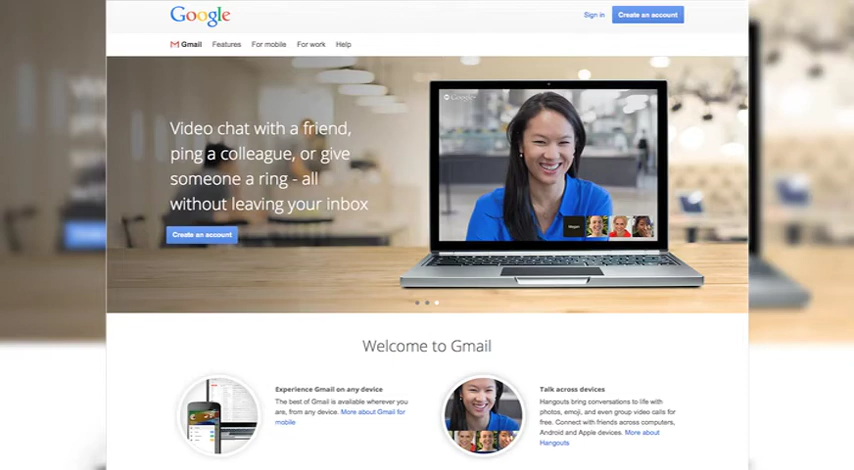 Google
Sign in
Create an account
Gmail
Features
For mobile
For work
Help
Video chat with a friend,
ping a colleague, or give
someone a ring - all
without leaving your inbox
Create an account
Welcome to Gmail
Experience Gmail on any device
The best of Gmail is available wherever you
are, from any device. More about Gmail for
mobile
Talk across devices
Hangouts bring conversations to life with
photos, emoji, and even group video calls for
free. Connect with friends across computers,
Android and Apple devices. More about
Hangouts